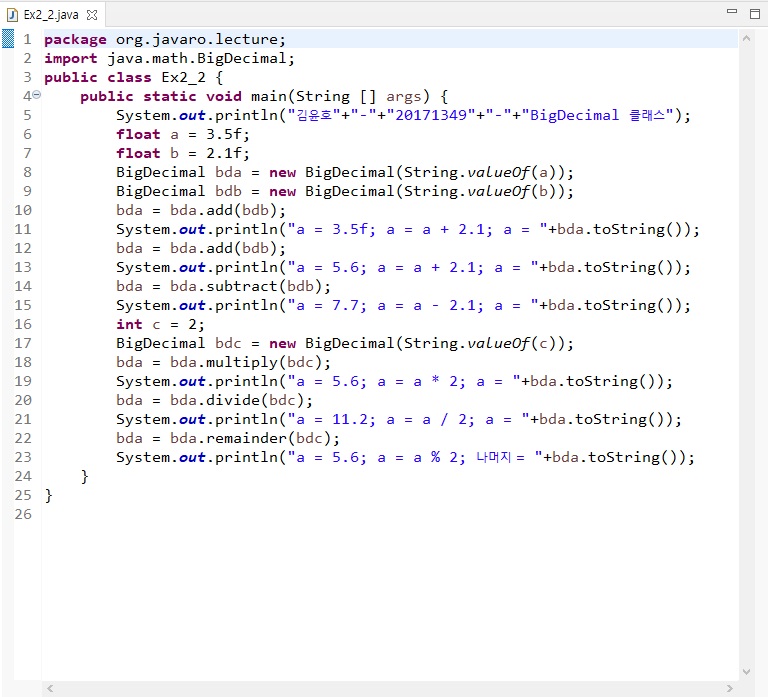 Ex2_2.java
1 package org.javaro.lecture;
2 import java.math.BigDecimal;
3 public class Ex2_2 {
4 public static void main(String [] args) {
5 System.out.println("김윤호"+"-"+"20171349"+"-"+"BigDecimal 클래스");
6 float a = 3.5f;
7 float b = 2.1f;
8 BigDecimal bda = new BigDecimal(String.valueOf(a));
9 BigDecimal bdb = new BigDecimal(String.valueOf(b));
10 bda = bda.add(bdb);
11 System.out.println("a = 3.5f; a = a + 2.1; a = "+bda.toString());
12 bda = bda.add(bdb);
13 System.out.println("a = 5.6; a = a + 2.1; a = "+bda.toString());
14 bda = bda.subtract(bdb);
15 System.out.println("a = 7.7; a = a - 2.1; a = "+bda.toString());
16 int c = 2;
17 BigDecimal bdc = new BigDecimal(String.valueOf(c));
18 bda = bda.multiply(bdc);
19 System.out.println("a = 5.6; a = a * 2; a = "+bda.toString());
20 bda = bda.divide(bdc);
21 System.out.println("a = 11.2; a = a / 2; a = "+bda.toString());
22 bda = bda.remainder(bdc);
23 System.out.println("a = 5.6; a = a % 2; 나머지 = "+bda.toString());
24 }
25 }
26